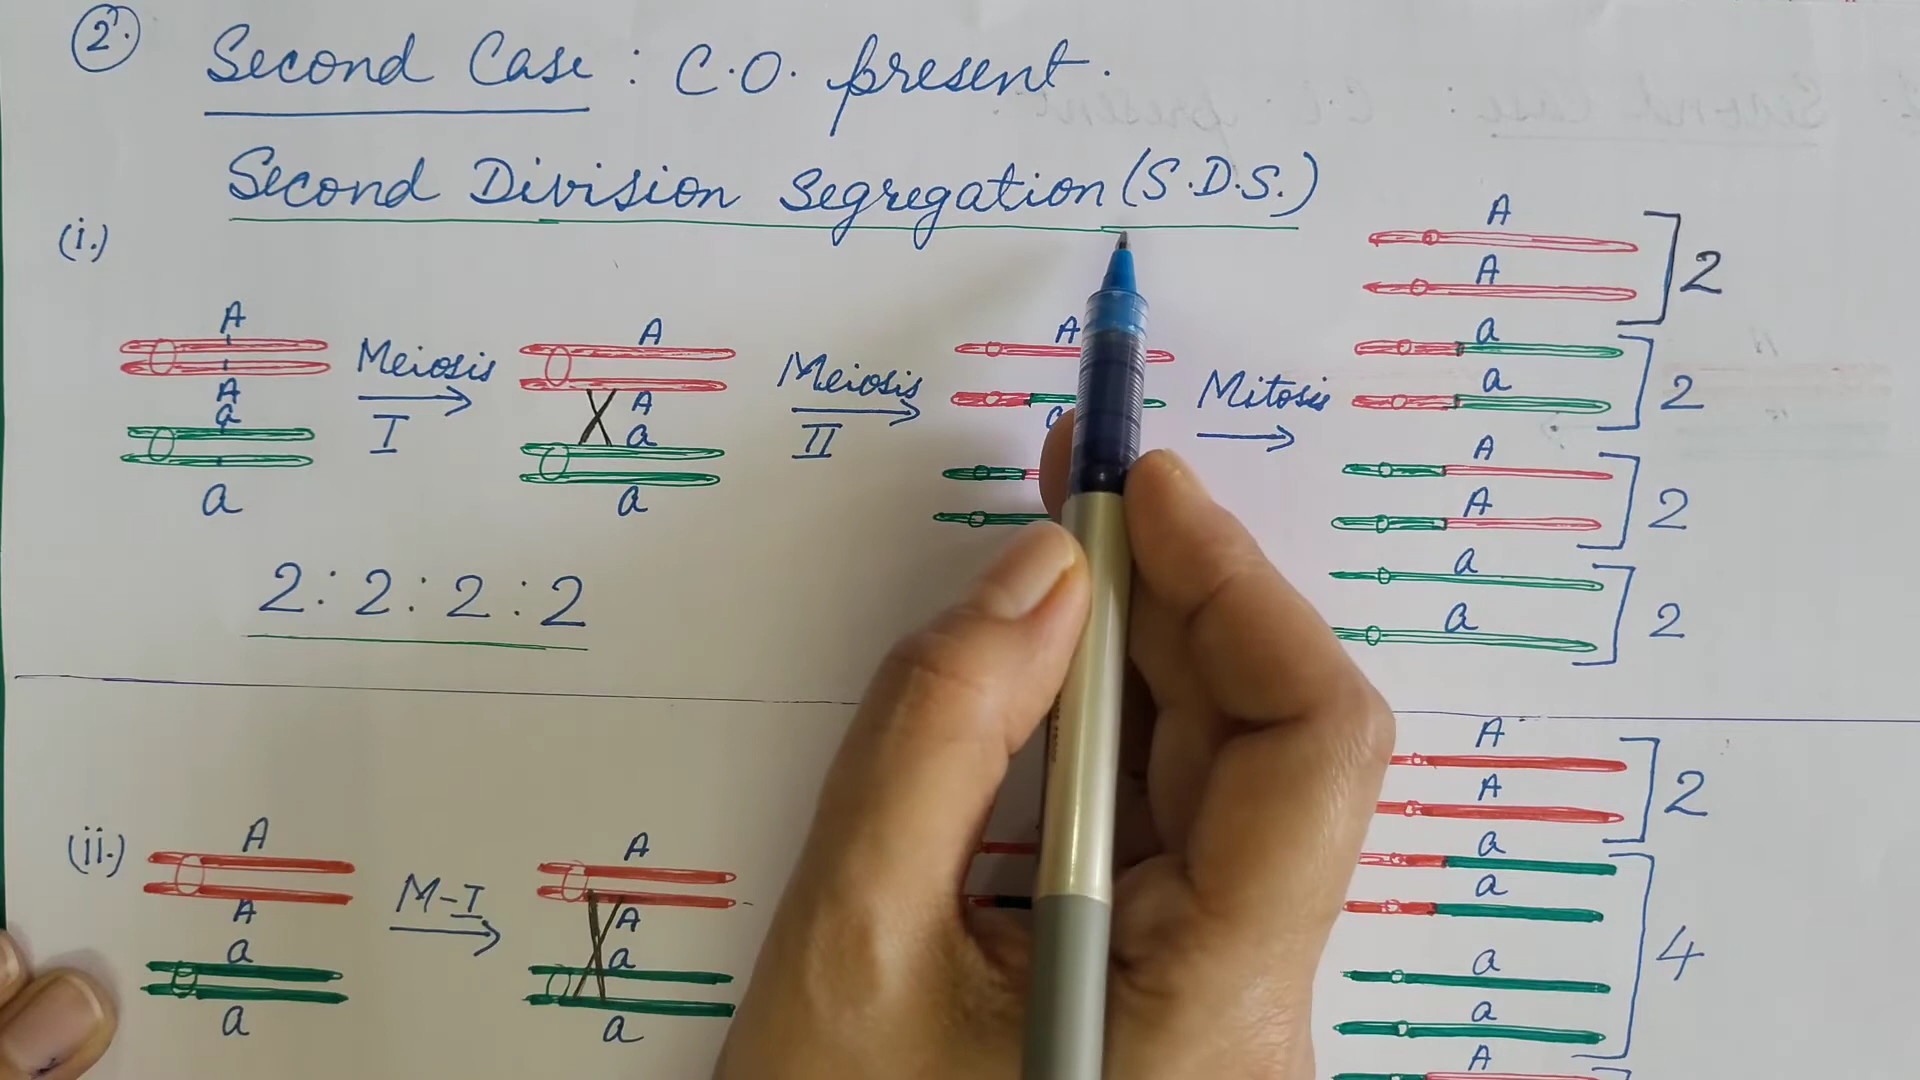 2.
Second Case : C.O. present.
Second Division Segregation (S.D.S.)
(i.)
A
A
a
a
Meiosis
I
A
A
a
a
Meiosis
II
A
a
Mitosis
A
A
] 2
a
a
] 2
A
A
] 2
a
a
] 2
2 : 2 : 2 : 2
(ii.)
A
A
a
a
M-I
A
A
a
a
A
A
] 2
a
a
a
a
] 4
A